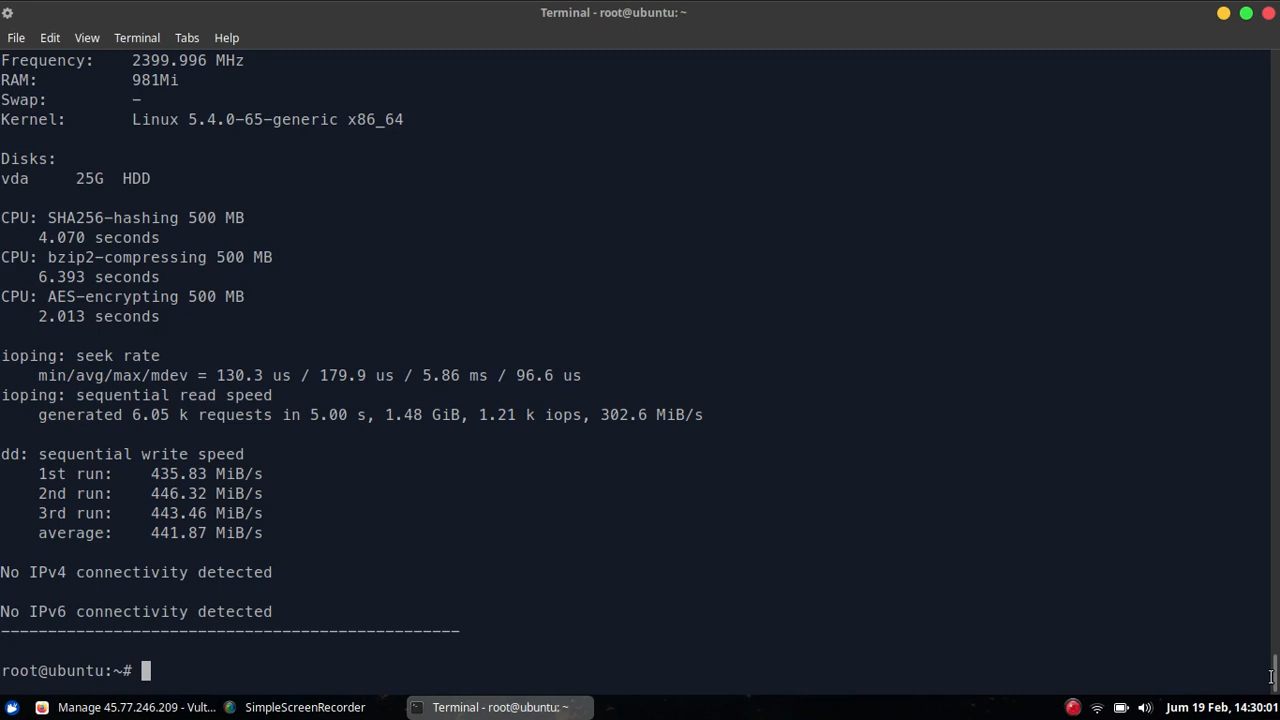 Terminal - root@ubuntu: ~
File Edit View Terminal Tabs Help
Frequency: 2399.996 MHz
RAM: 981Mi
Swap: -
Kernel: Linux 5.4.0-65-generic x86_64
Disks:
vda 25G HDD
CPU: SHA256-hashing 500 MB
4.070 seconds
CPU: bzip2-compressing 500 MB
6.393 seconds
CPU: AES-encrypting 500 MB
2.013 seconds
ioping: seek rate
min/avg/max/mdev = 130.3 us / 179.9 us / 5.86 ms / 96.6 us
ioping: sequential read speed
generated 6.05 k requests in 5.00 s, 1.48 GiB, 1.21 k iops, 302.6 MiB/s
dd: sequential write speed
1st run: 435.83 MiB/s
2nd run: 446.32 MiB/s
3rd run: 443.46 MiB/s
average: 441.87 MiB/s
No IPv4 connectivity detected
No IPv6 connectivity detected
-------------------------------------------------
root@ubuntu:~#
Manage 45.77.246.209 - Vult... SimpleScreenRecorder Terminal - root@ubuntu: ~ Jum 19 Feb, 14:30:01